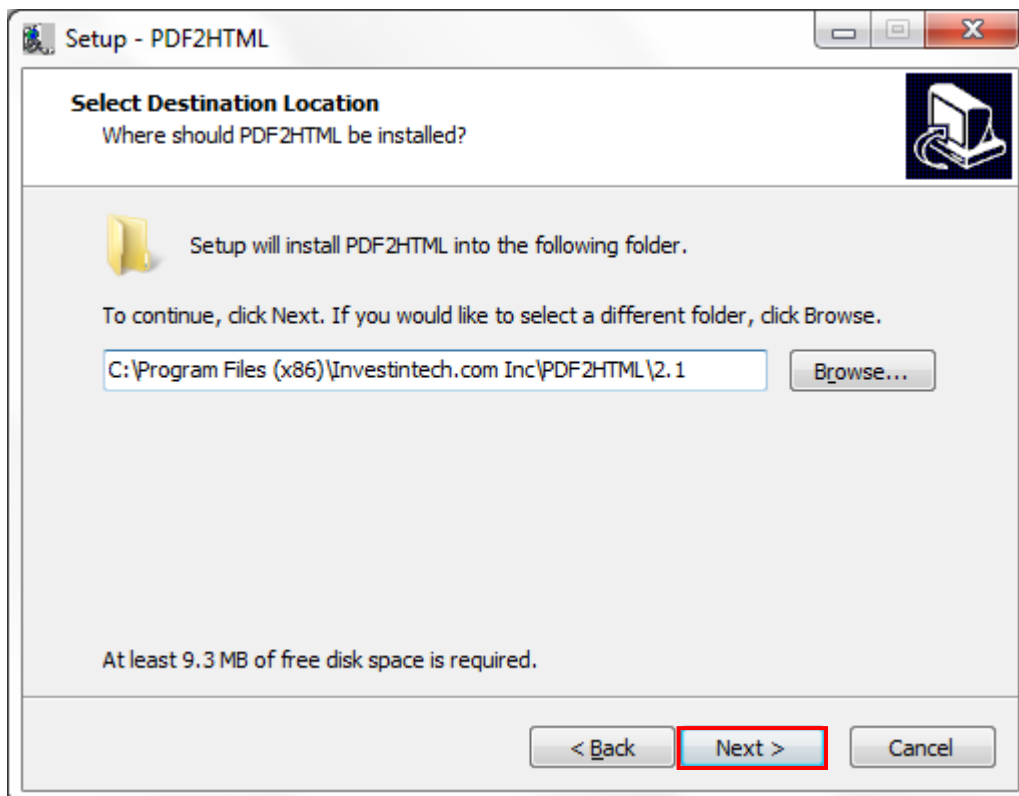 Setup - PDF2HTML
Select Destination Location
Where should PDF2HTML be installed?
Setup will install PDF2HTML into the following folder.
To continue, click Next. If you would like to select a different folder, click Browse.
C:\Program Files (x86)\Investintech.com Inc\PDF2HTML\2.1
Browse...
At least 9.3 MB of free disk space is required.
< Back
Next >
Cancel